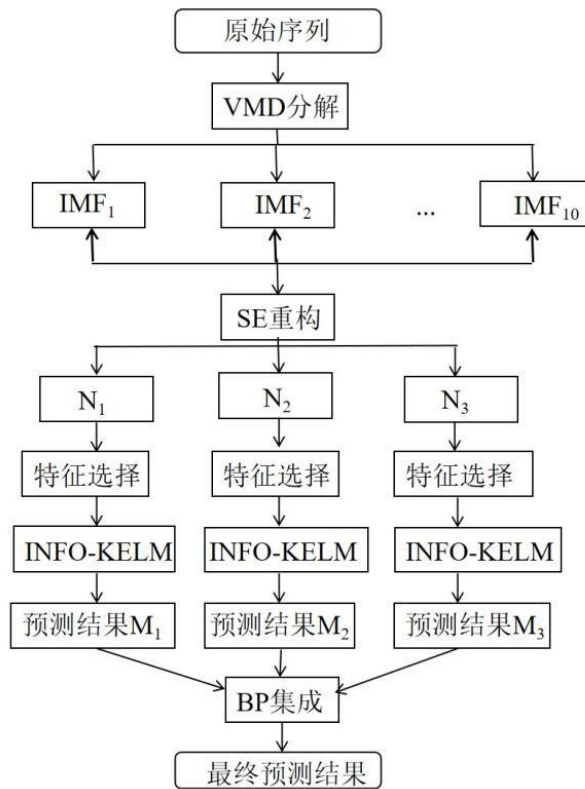 原始序列
VMD分解
IMF₁ IMF₂ ... IMF₁₀
SE重构
N₁ N₂ N₃
特征选择 特征选择 特征选择
INFO-KELM INFO-KELM INFO-KELM
预测结果M₁ 预测结果M₂ 预测结果M₃
BP集成
最终预测结果